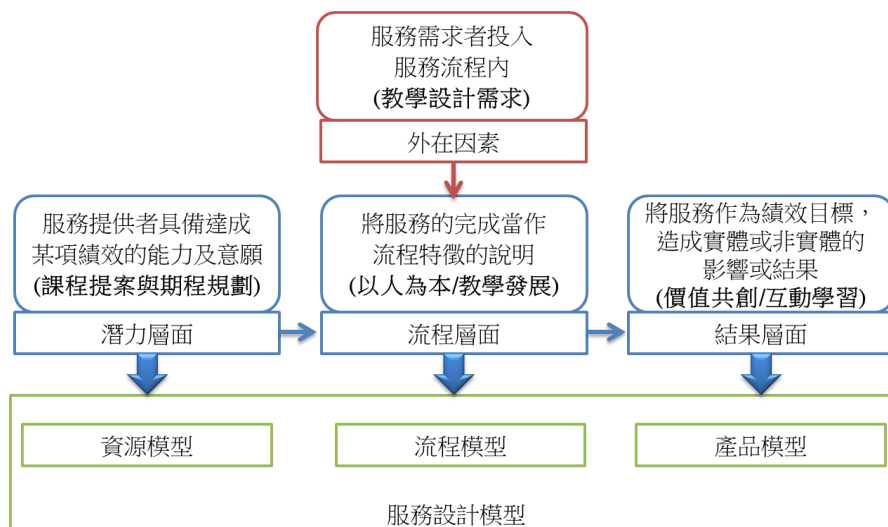 服務需求者投入
服務流程內
(教學設計需求)
外在因素
服務提供者具備達成
某項績效的能力及意願
(課程提案與期程規劃)
潛力層面
將服務的完成當作
流程特徵的說明
(以人為本/教學發展)
流程層面
將服務作為績效目標，
造成實體或非實體的
影響或結果
(價值共創/互動學習)
結果層面
資源模型
流程模型
產品模型
服務設計模型